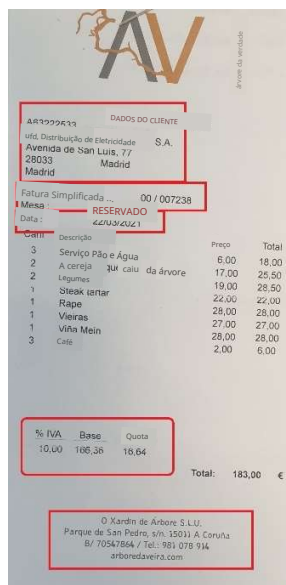 AV
árvore da verdade
DADOS DO CLIENTE
A63222533
ufd, Distribuição de Eletricidade S.A.
Avenida de San Luis, 77
28033 Madrid
Madrid
Fatura Simplificada ... 00 / 007238
Mesa : RESERVADO
Data : 22/03/2021
Cant Descrição Preço Total
3 Serviço Pão e Água 6,00 18,00
2 A cereja que caiu da árvore 17,00 25,50
2 Legumes 19,00 28,50
1 Steak tartar 22,00 22,00
1 Rape 28,00 28,00
1 Vieiras 27,00 27,00
1 Viña Mein 28,00 28,00
3 Café 2,00 6,00
% IVA Base Quota
10,00 166,36 16,64
Total: 183,00 €
O Xardin de Árbore S.L.U.
Parque de San Pedro, s/n. 15011 A Coruña
B/ 70547864 / Tel.: 981 078 914
arboredaveira.com